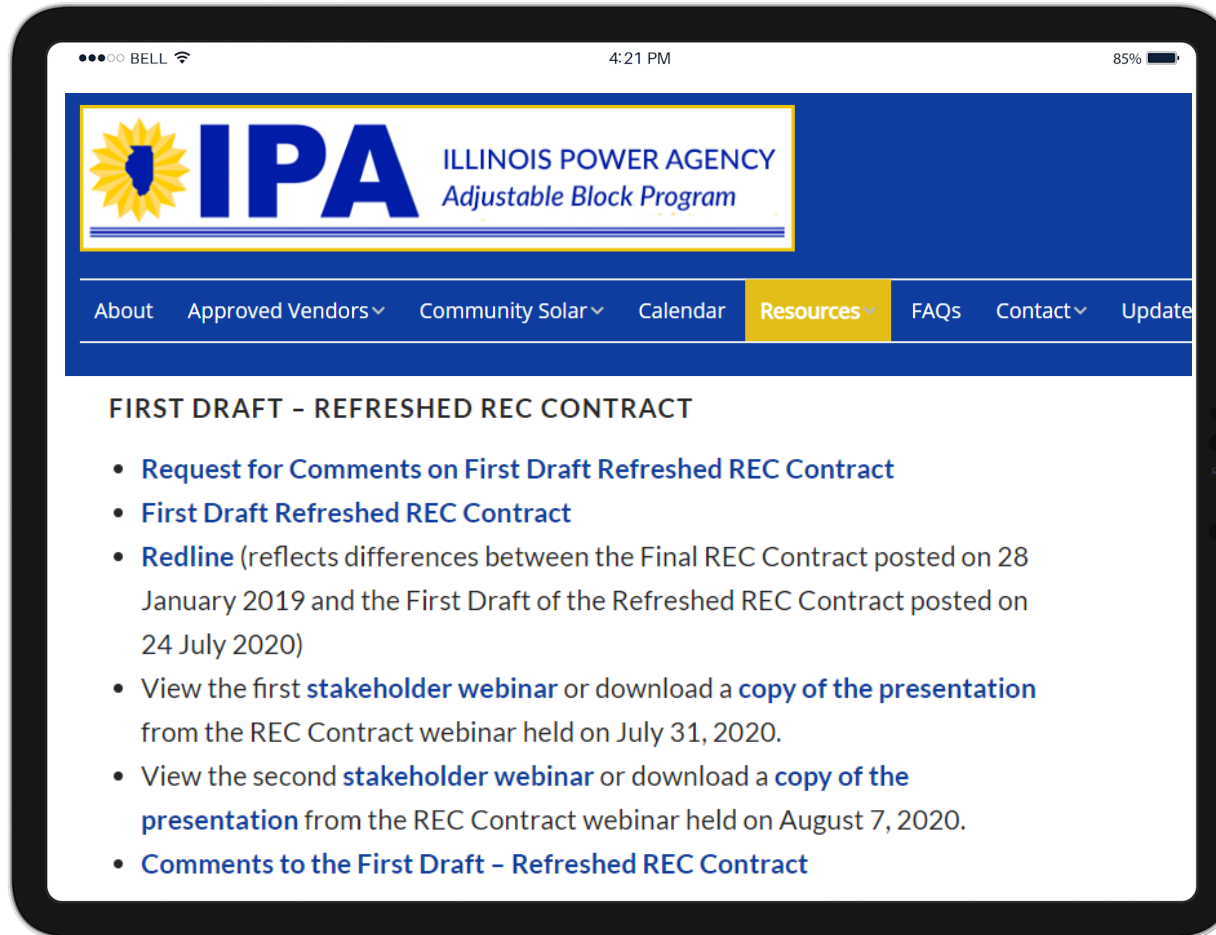 BELL
4:21 PM
85%
IPA
ILLINOIS POWER AGENCY
Adjustable Block Program
About Approved Vendors Community Solar Calendar Resources FAQs Contact Update
FIRST DRAFT – REFRESHED REC CONTRACT
• Request for Comments on First Draft Refreshed REC Contract
• First Draft Refreshed REC Contract
• Redline (reflects differences between the Final REC Contract posted on 28
January 2019 and the First Draft of the Refreshed REC Contract posted on
24 July 2020)
• View the first stakeholder webinar or download a copy of the presentation
from the REC Contract webinar held on July 31, 2020.
• View the second stakeholder webinar or download a copy of the
presentation from the REC Contract webinar held on August 7, 2020.
• Comments to the First Draft – Refreshed REC Contract